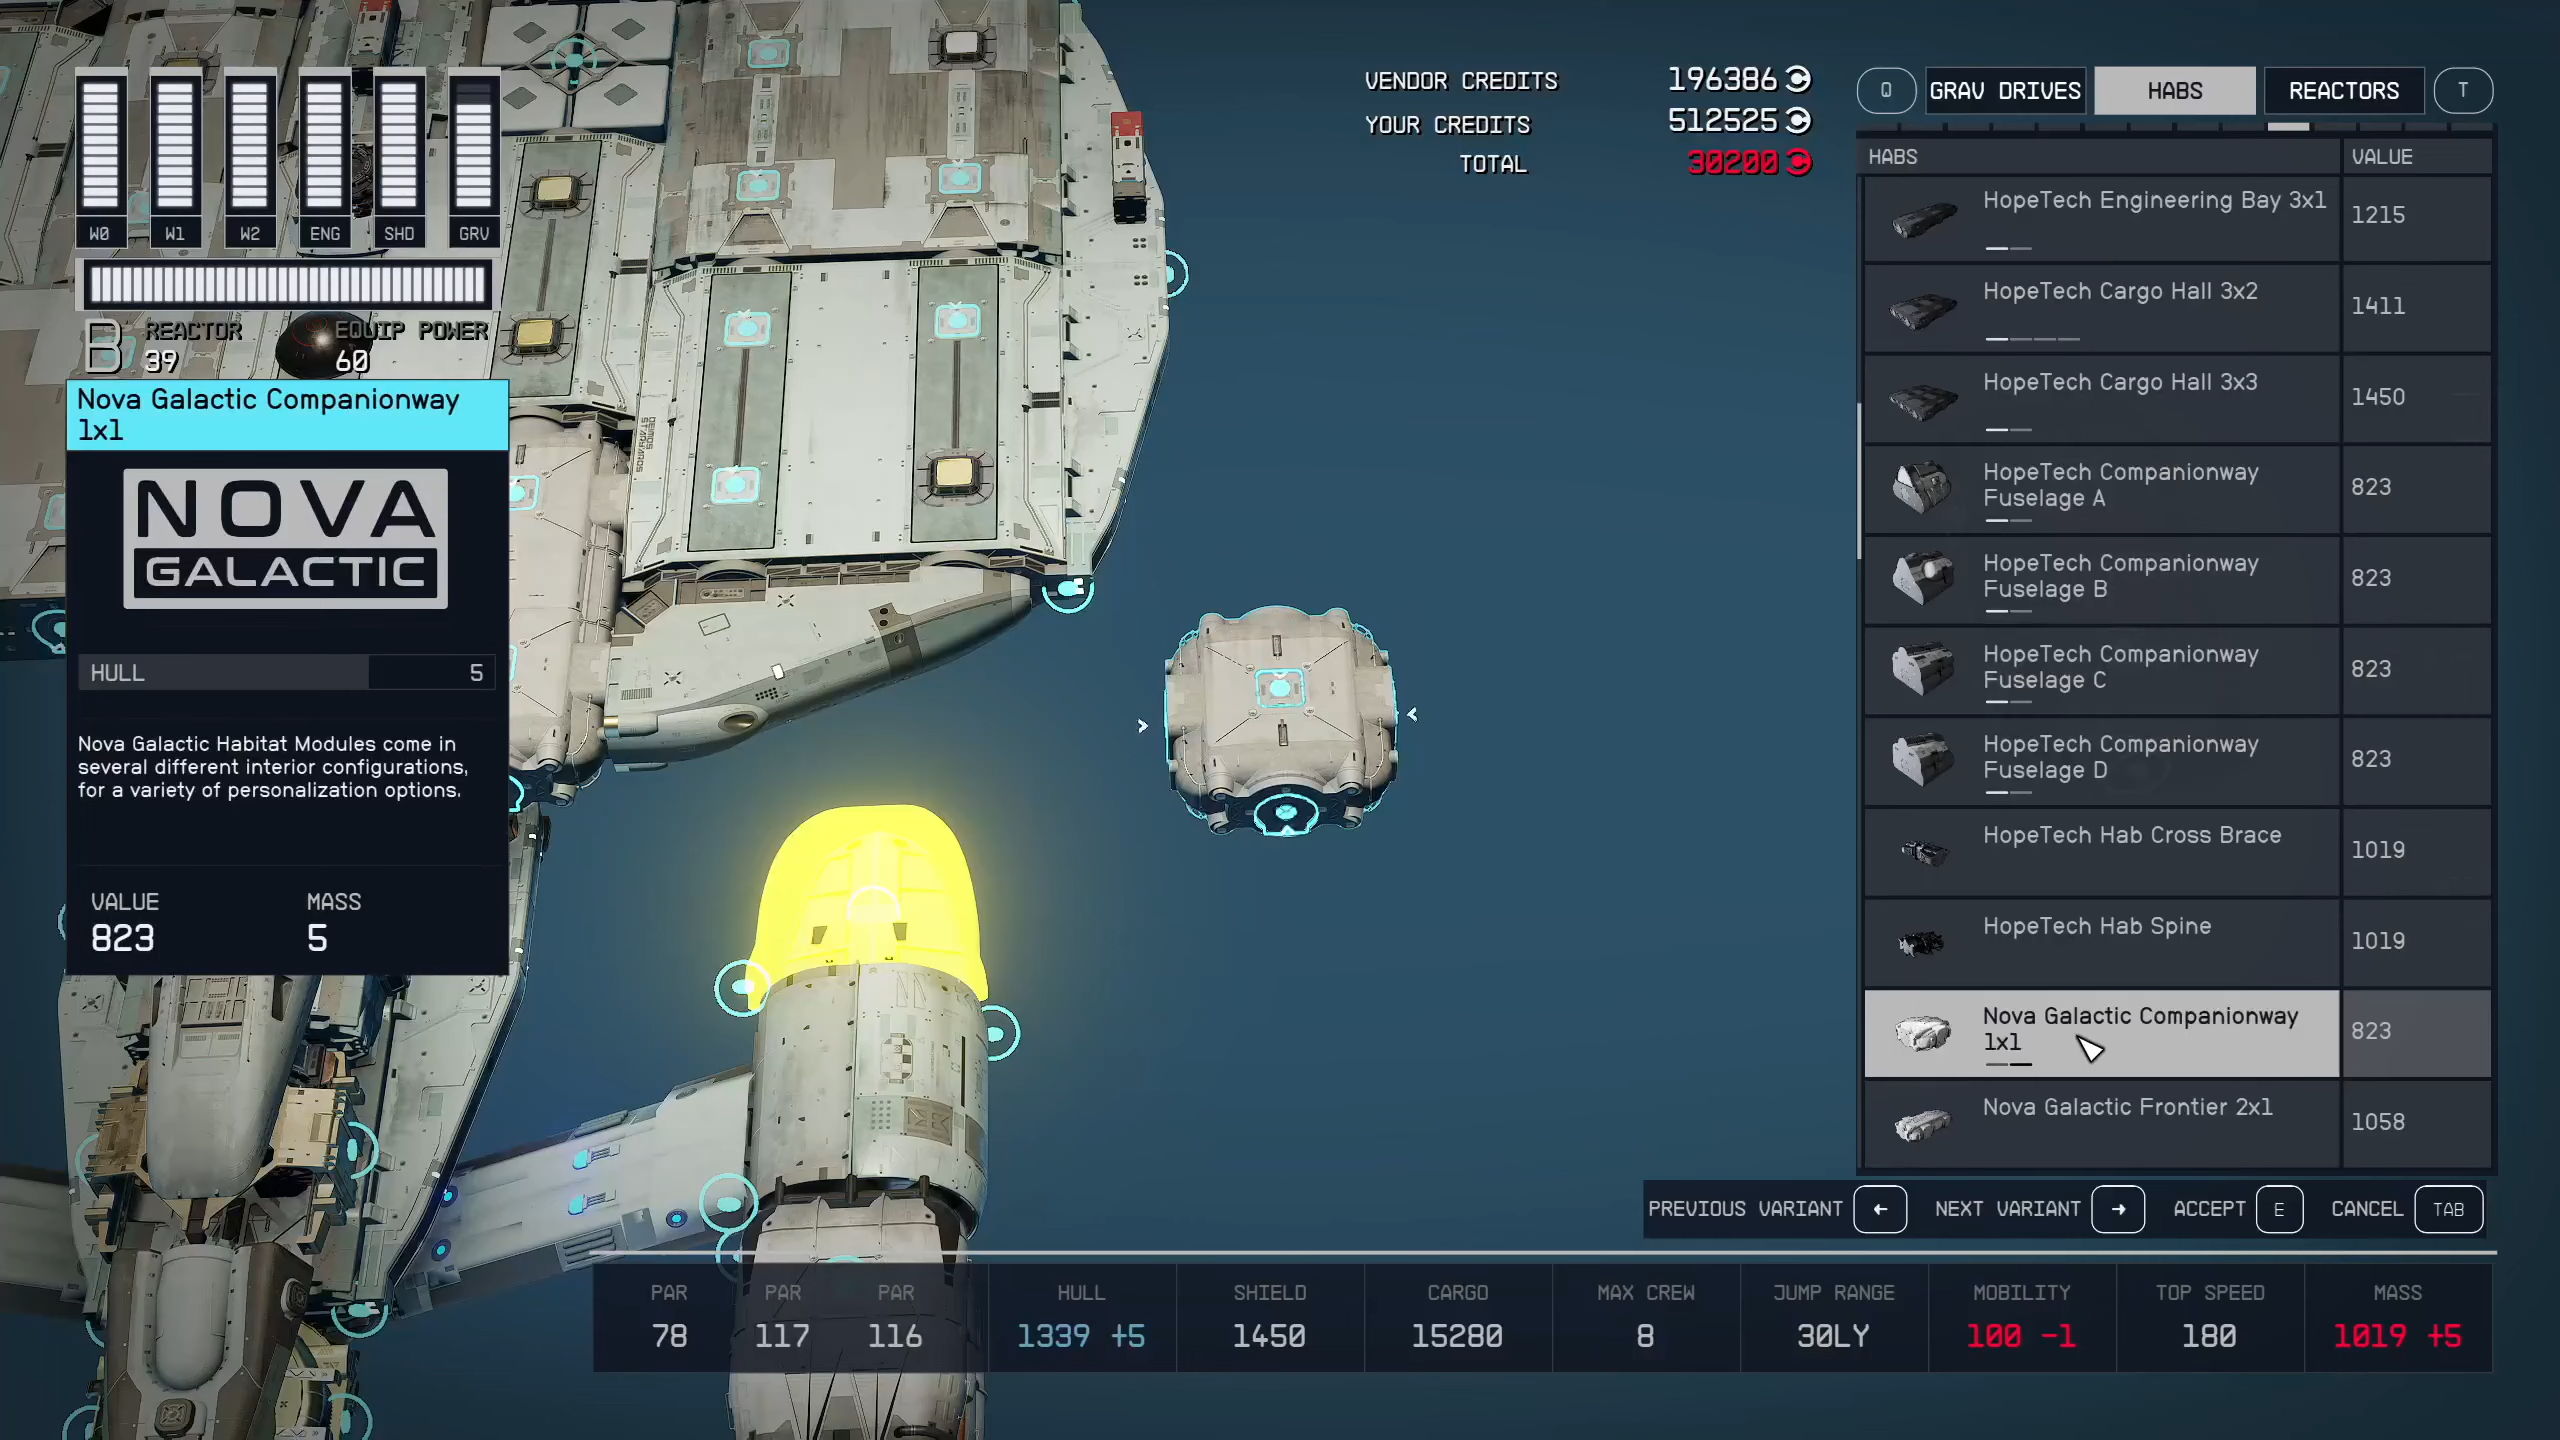 VENDOR CREDITS 196386
YOUR CREDITS 512525
TOTAL 30200
Q GRAV DRIVES HABS REACTORS T
W0 W1 W2 ENG SHD GRV
B REACTOR 39 EQUIP POWER 60
Nova Galactic Companionway
1x1
NOVA
GALACTIC
HULL 5
Nova Galactic Habitat Modules come in
several different interior configurations,
for a variety of personalization options.
VALUE MASS
823 5
HABS VALUE
HopeTech Engineering Bay 3x1 1215
HopeTech Cargo Hall 3x2 1411
HopeTech Cargo Hall 3x3 1450
HopeTech Companionway
Fuselage A 823
HopeTech Companionway
Fuselage B 823
HopeTech Companionway
Fuselage C 823
HopeTech Companionway
Fuselage D 823
HopeTech Hab Cross Brace 1019
HopeTech Hab Spine 1019
Nova Galactic Companionway
1x1 823
Nova Galactic Frontier 2x1 1058
PREVIOUS VARIANT NEXT VARIANT ACCEPT E CANCEL TAB
PAR PAR PAR HULL SHIELD CARGO MAX CREW JUMP RANGE MOBILITY TOP SPEED MASS
78 117 116 1339 +5 1450 15280 8 30LY 100 -1 180 1019 +5
DEIMOS
STARYARDS